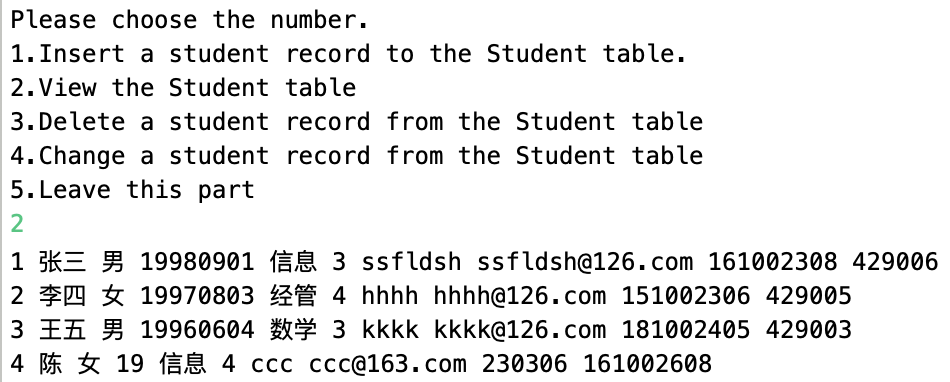 Please choose the number.
1.Insert a student record to the Student table.
2.View the Student table
3.Delete a student record from the Student table
4.Change a student record from the Student table
5.Leave this part
2
1 张三 男 19980901 信息 3 ssfldsh ssfldsh@126.com 161002308 429006
2 李四 女 19970803 经管 4 hhhh hhhh@126.com 151002306 429005
3 王五 男 19960604 数学 3 kkkk kkkk@126.com 181002405 429003
4 陈 女 19 信息 4 ccc ccc@163.com 230306 161002608